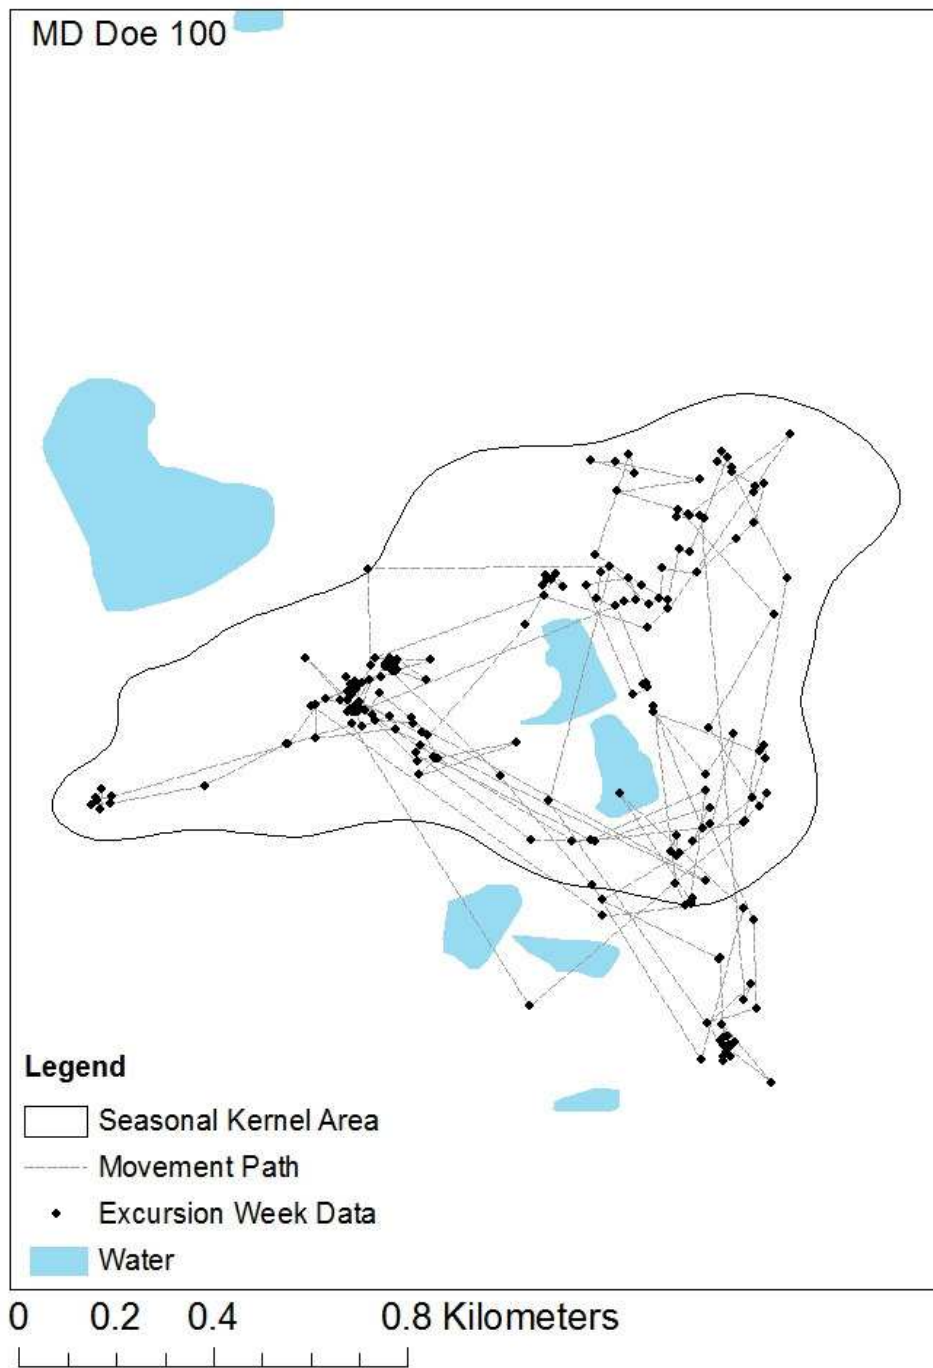 MD Doe 100
Legend
Seasonal Kernel Area
Movement Path
Excursion Week Data
Water
0 0.2 0.4 0.8 Kilometers